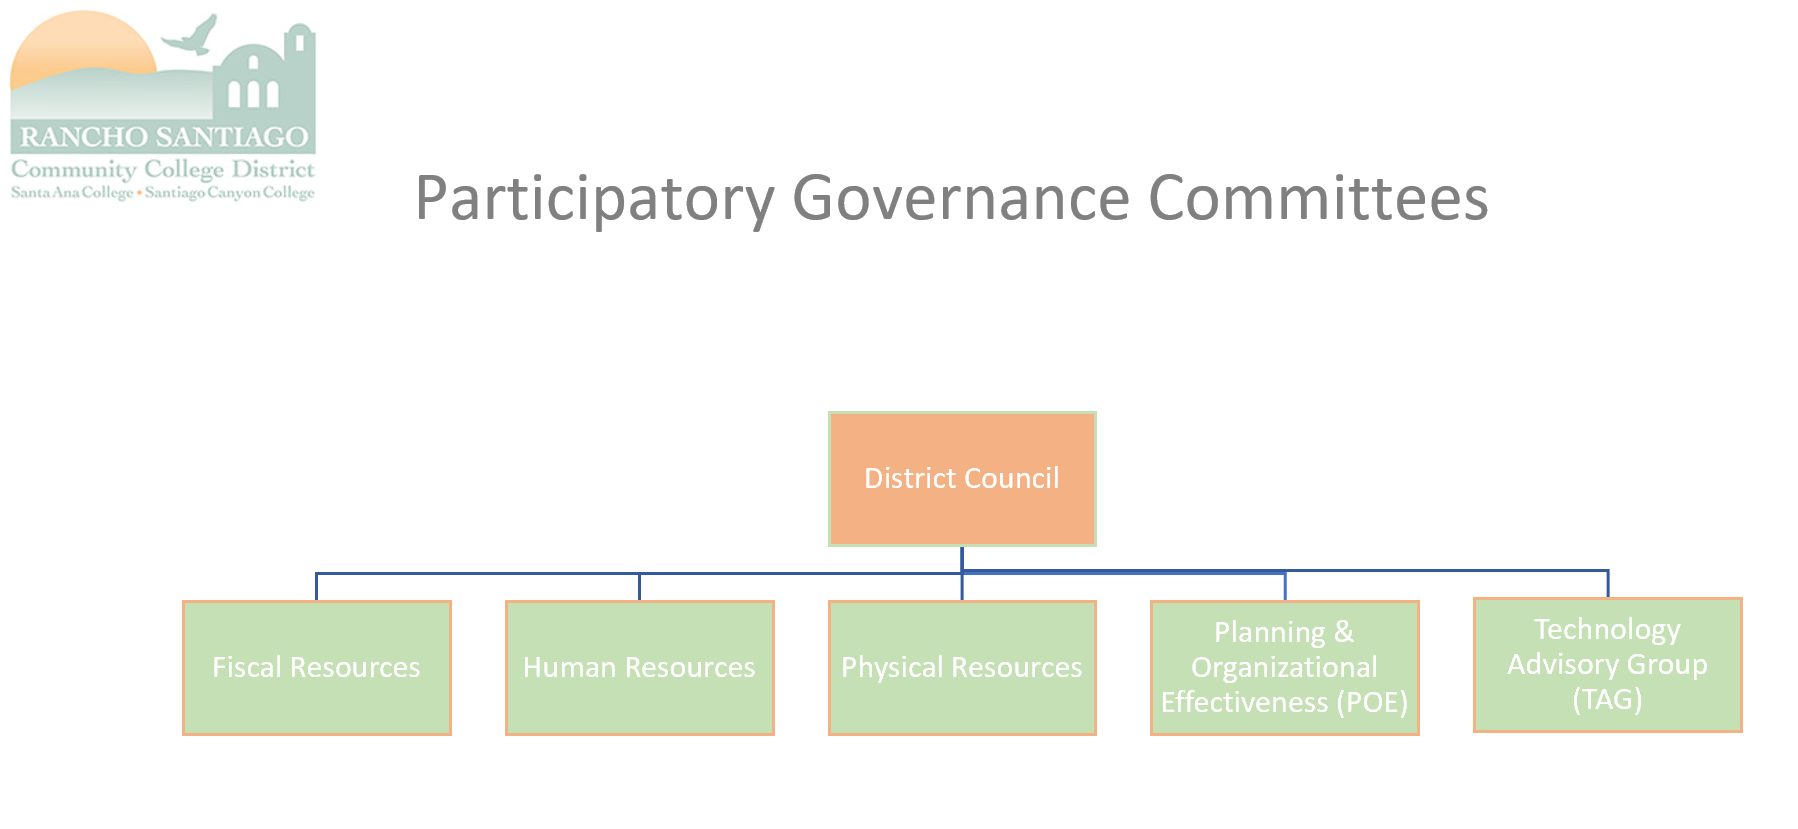 RANCHO SANTIAGO
Community College District
Santa Ana College • Santiago Canyon College
Participatory Governance Committees
District Council
Fiscal Resources
Human Resources
Physical Resources
Planning &
Organizational
Effectiveness (POE)
Technology
Advisory Group
(TAG)